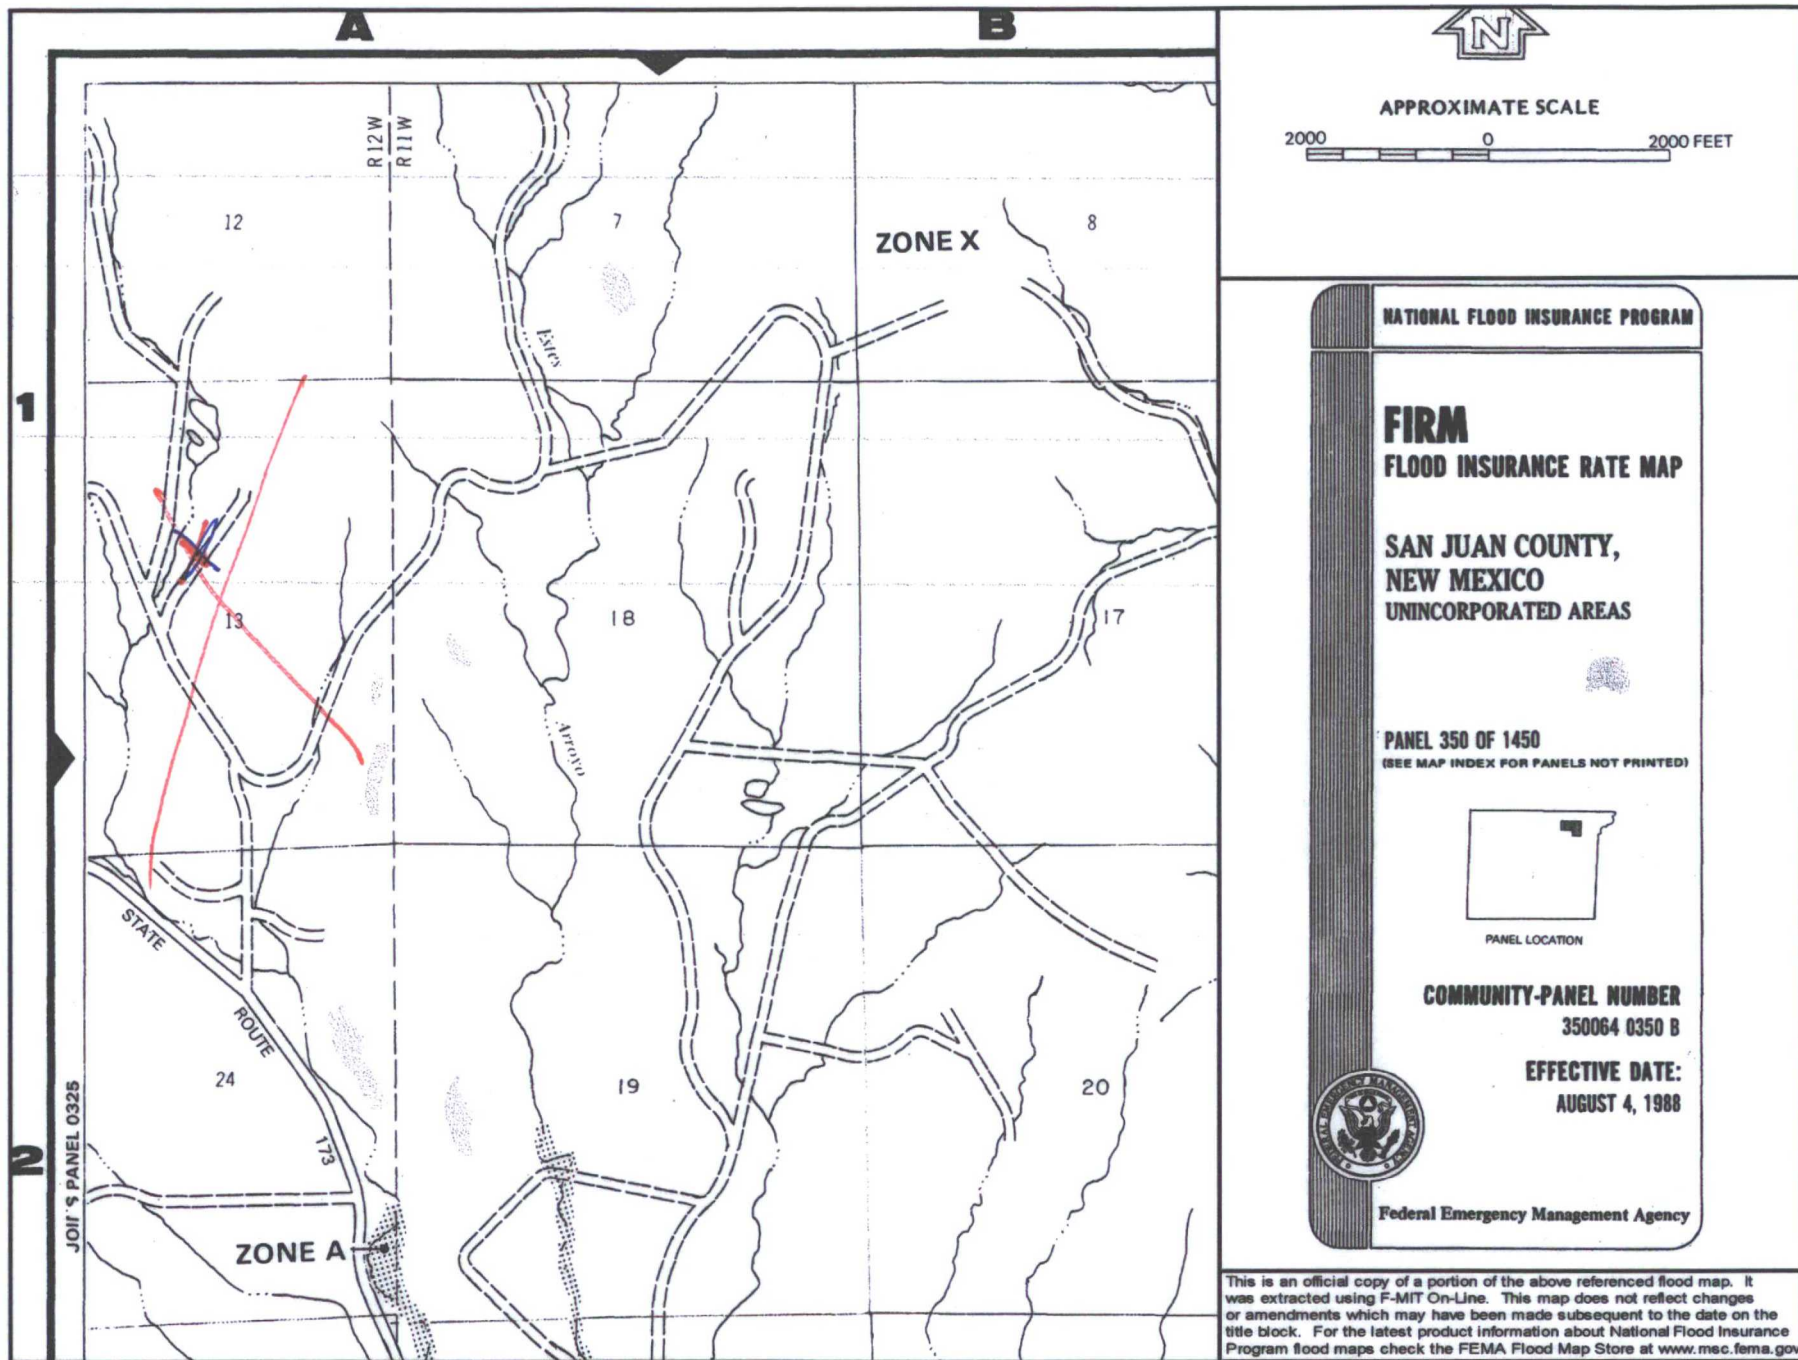 A
B
N
APPROXIMATE SCALE
2000 0 2000 FEET
R12W
R11W
12
7
8
ZONE X
Estes
1
13
18
17
Arroyo
STATE
ROUTE
173
24
19
20
2
JOINS PANEL 0325
ZONE A
NATIONAL FLOOD INSURANCE PROGRAM
FIRM
FLOOD INSURANCE RATE MAP
SAN JUAN COUNTY,
NEW MEXICO
UNINCORPORATED AREAS
PANEL 350 OF 1450
(SEE MAP INDEX FOR PANELS NOT PRINTED)
PANEL LOCATION
COMMUNITY-PANEL NUMBER
350064 0350 B
EFFECTIVE DATE:
AUGUST 4, 1988
FEDERAL EMERGENCY MANAGEMENT AGENCY
Federal Emergency Management Agency
This is an official copy of a portion of the above referenced flood map. It
was extracted using F-MIT On-Line. This map does not reflect changes
or amendments which may have been made subsequent to the date on the
title block. For the latest product information about National Flood Insurance
Program flood maps check the FEMA Flood Map Store at www.msc.fema.gov